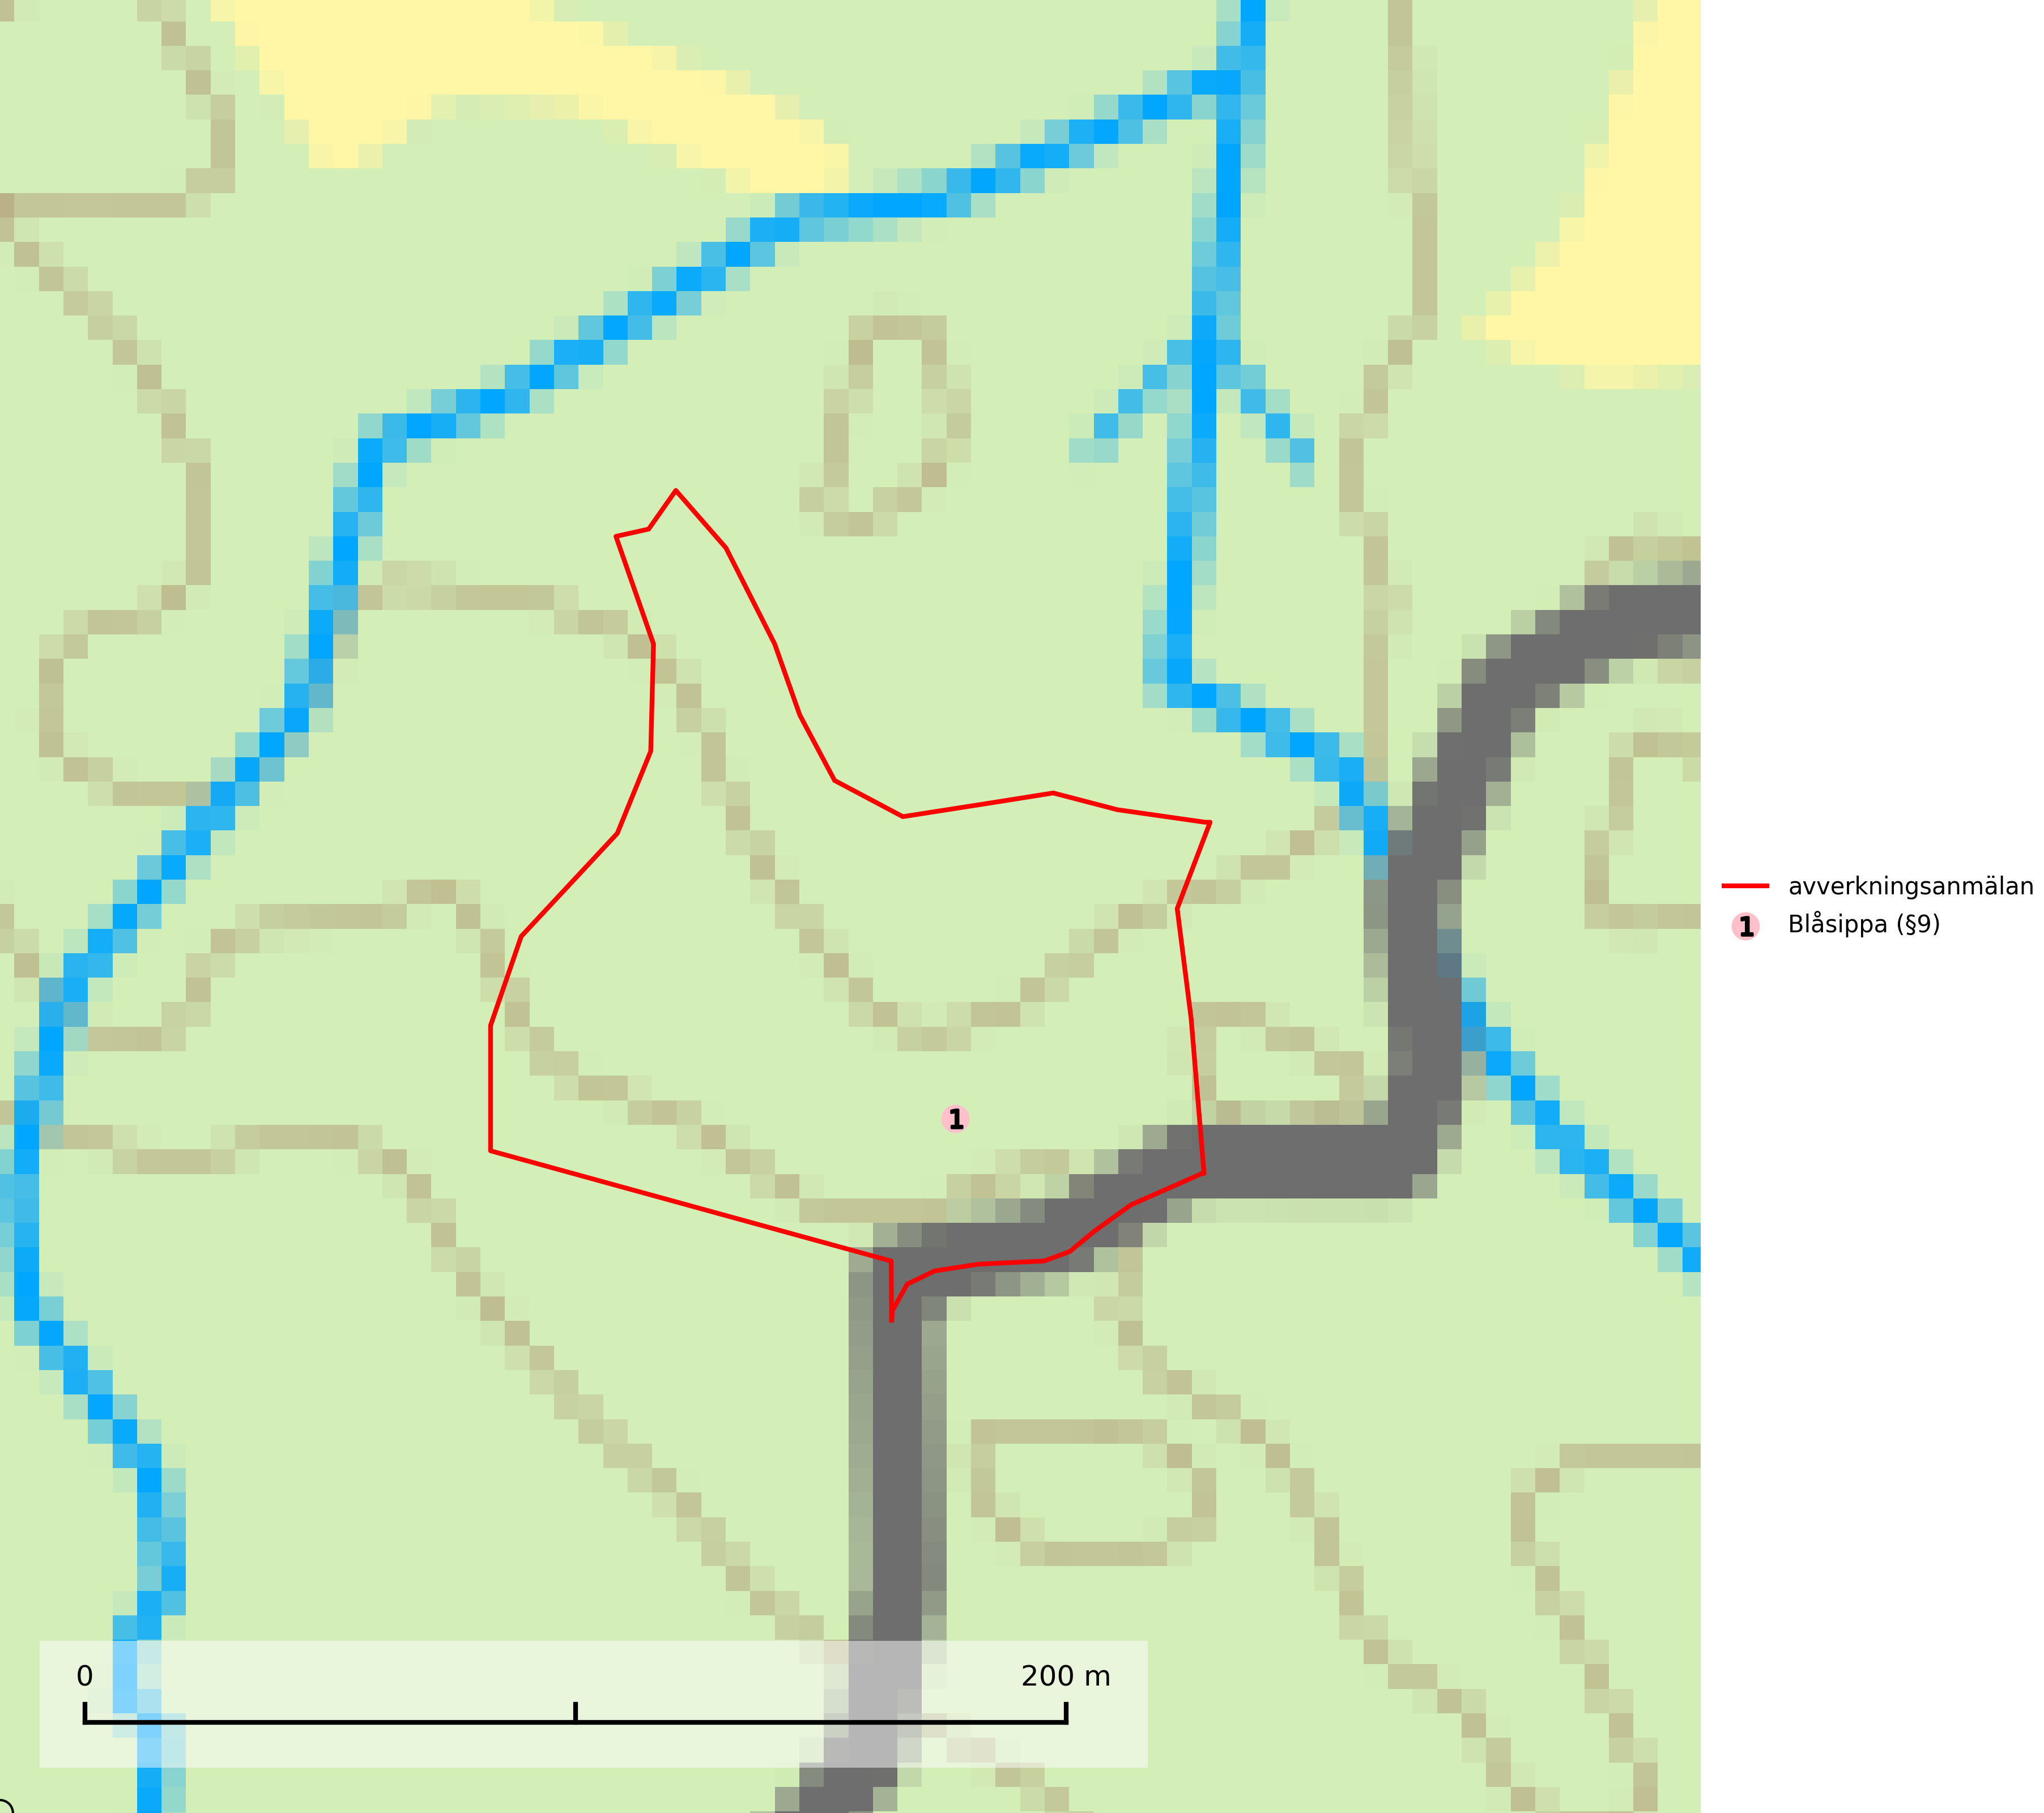 avverkningsanmälan
1 Blåsippa (§9)
1
0 200 m